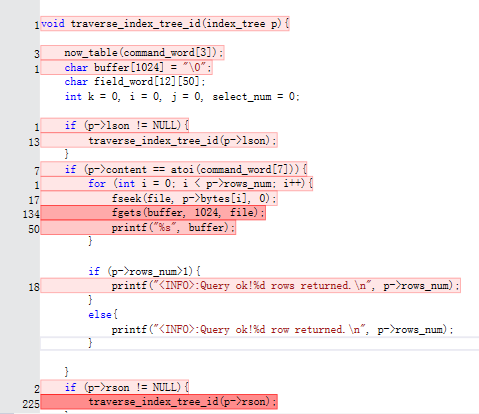 1 void traverse_index_tree_id(index_tree p){
3 now_table(command_word[3]);
1 char buffer[1024] = "\0";
char field_word[12][50];
int k = 0, i = 0, j = 0, select_num = 0;
1 if (p->lson != NULL){
13 traverse_index_tree_id(p->lson);
}
7 if (p->content == atoi(command_word[7])){
1 for (int i = 0; i < p->rows_num; i++){
17 fseek(file, p->bytes[i], 0);
134 fgets(buffer, 1024, file);
50 printf("%s", buffer);
}
if (p->rows_num>1){
18 printf("<INFO>:Query ok!%d rows returned.\n", p->rows_num);
}
else{
printf("<INFO>:Query ok!%d row returned.\n", p->rows_num);
}
}
2 if (p->rson != NULL){
225 traverse_index_tree_id(p->rson);